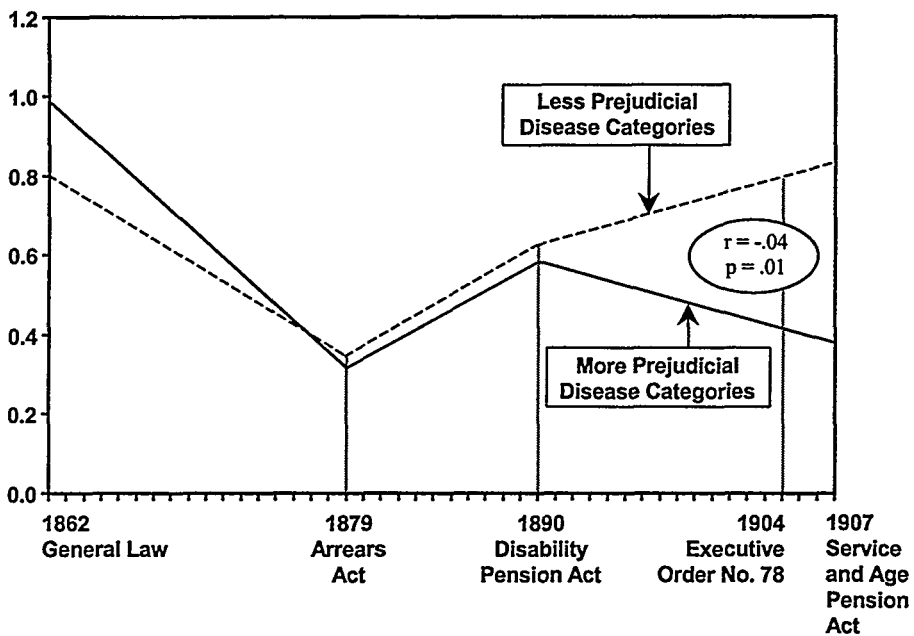 1.2
1.0
0.8
0.6
0.4
0.2
0.0
Less Prejudicial
Disease Categories
r = -.04
p = .01
More Prejudicial
Disease Categories
1862
General Law
1879
Arrears
Act
1890
Disability
Pension Act
1904
Executive
Order No. 78
1907
Service
and Age
Pension
Act